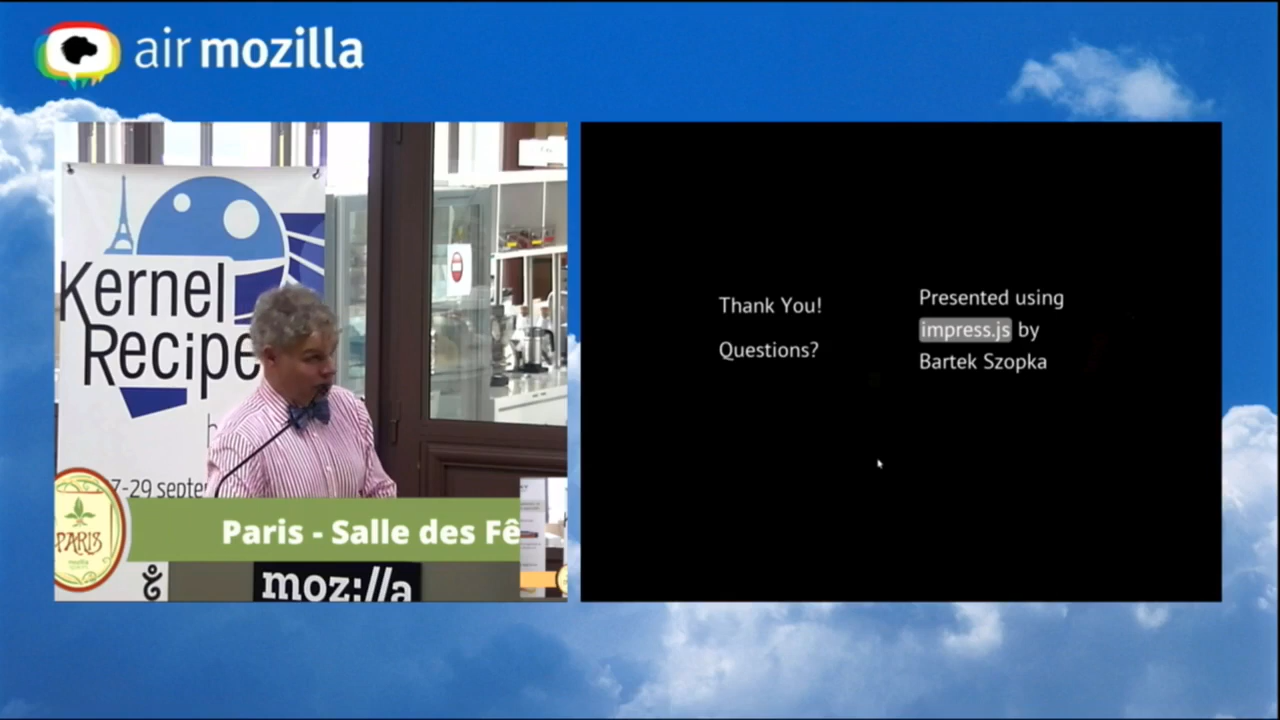 air mozilla
Kernel
Recipe
h
7-29 septe
PARIS
mozilla
Paris - Salle des Fê
moz://a
Thank You!
Questions?
Presented using
impress.js by
Bartek Szopka